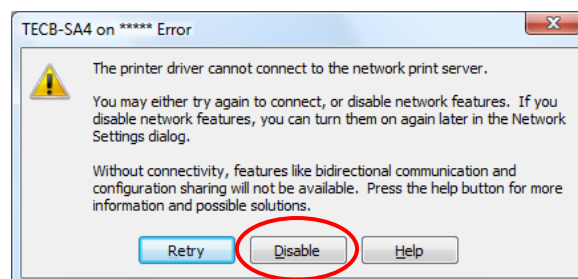 TECB-SA4 on ***** Error
The printer driver cannot connect to the network print server.
You may either try again to connect, or disable network features. If you
disable network features, you can turn them on again later in the Network
Settings dialog.
Without connectivity, features like bidirectional communication and
configuration sharing will not be available. Press the help button for more
information and possible solutions.
Retry Disable Help